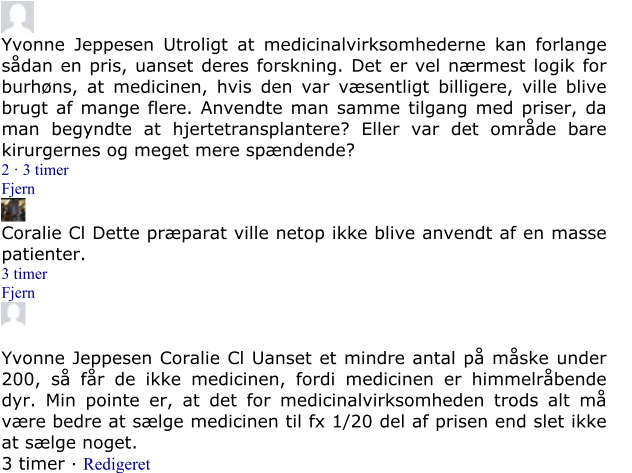 Yvonne Jeppesen Utroligt at medicinalvirksomhederne kan forlange
sådan en pris, uanset deres forskning. Det er vel nærmest logik for
burhøns, at medicinen, hvis den var væsentligt billigere, ville blive
brugt af mange flere. Anvendte man samme tilgang med priser, da
man begyndte at hjertetransplantere? Eller var det område bare
kirurgernes og meget mere spændende?
2 · 3 timer
Fjern
Coralie Cl Dette præparat ville netop ikke blive anvendt af en masse
patienter.
3 timer
Fjern
Yvonne Jeppesen Coralie Cl Uanset et mindre antal på måske under
200, så får de ikke medicinen, fordi medicinen er himmelråbende
dyr. Min pointe er, at det for medicinalvirksomheden trods alt må
være bedre at sælge medicinen til fx 1/20 del af prisen end slet ikke
at sælge noget.
3 timer · Redigeret